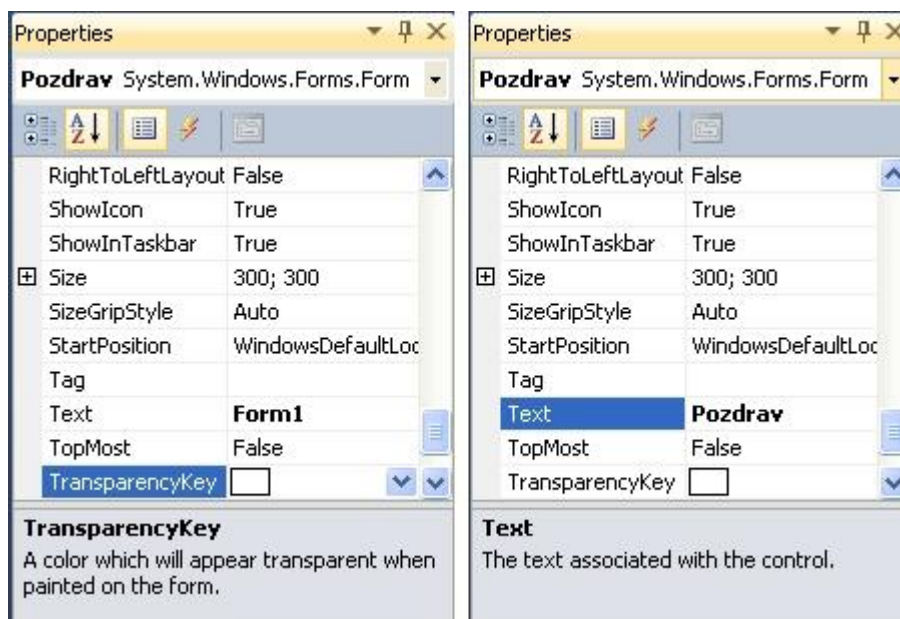 Properties
Pozdrav System.Windows.Forms.Form
RightToLeftLayout False
ShowIcon True
ShowInTaskbar True
Size 300; 300
SizeGripStyle Auto
StartPosition WindowsDefaultLoc
Tag
Text Form1
TopMost False
TransparencyKey
TransparencyKey
A color which will appear transparent when
painted on the form.
Properties
Pozdrav System.Windows.Forms.Form
RightToLeftLayout False
ShowIcon True
ShowInTaskbar True
Size 300; 300
SizeGripStyle Auto
StartPosition WindowsDefaultLoc
Tag
Text Pozdrav
TopMost False
TransparencyKey
Text
The text associated with the control.